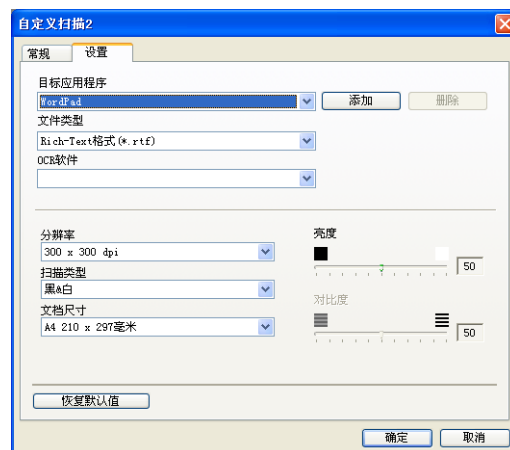 自定义扫描2
常规 设置
目标应用程序
WordPad 添加 删除
文件类型
Rich-Text格式(*.rtf)
OCR软件
分辨率 亮度
300 x 300 dpi 50
扫描类型
黑&白 对比度
文档尺寸
A4 210 x 297毫米 50
恢复默认值
确定 取消